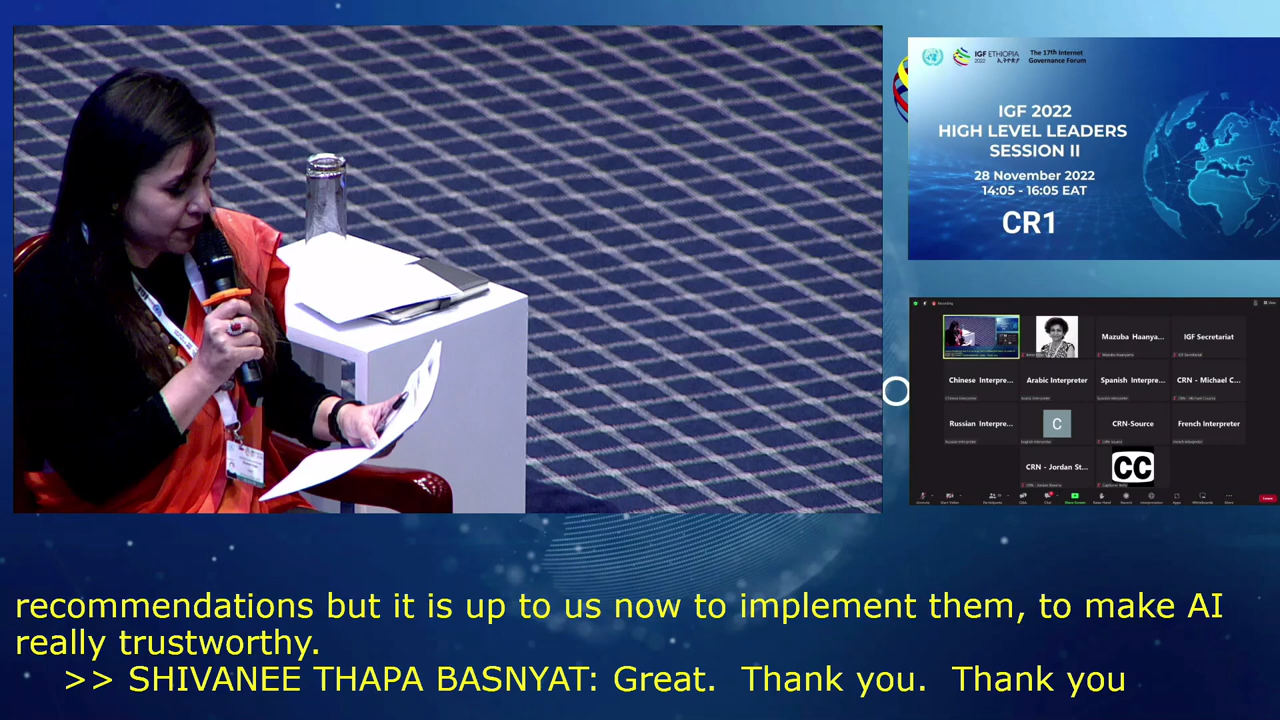 IGF ETHIOPIA
2022 ኢትዮጵያ
The 17th Internet
Governance Forum
IGF 2022
HIGH LEVEL LEADERS
SESSION II
28 November 2022
14:05 - 16:05 EAT
CR1
Recording
Mazuba Haanya...
IGF Secretariat
Chinese Interpre...
Arabic Interpreter
Spanish Interpre...
CRN - Michael C...
Russian Interpre...
C
CRN-Source
French Interpreter
CRN - Jordan St...
CC
recommendations but it is up to us now to implement them, to make AI
really trustworthy.
>> SHIVANEE THAPA BASNYAT: Great. Thank you. Thank you